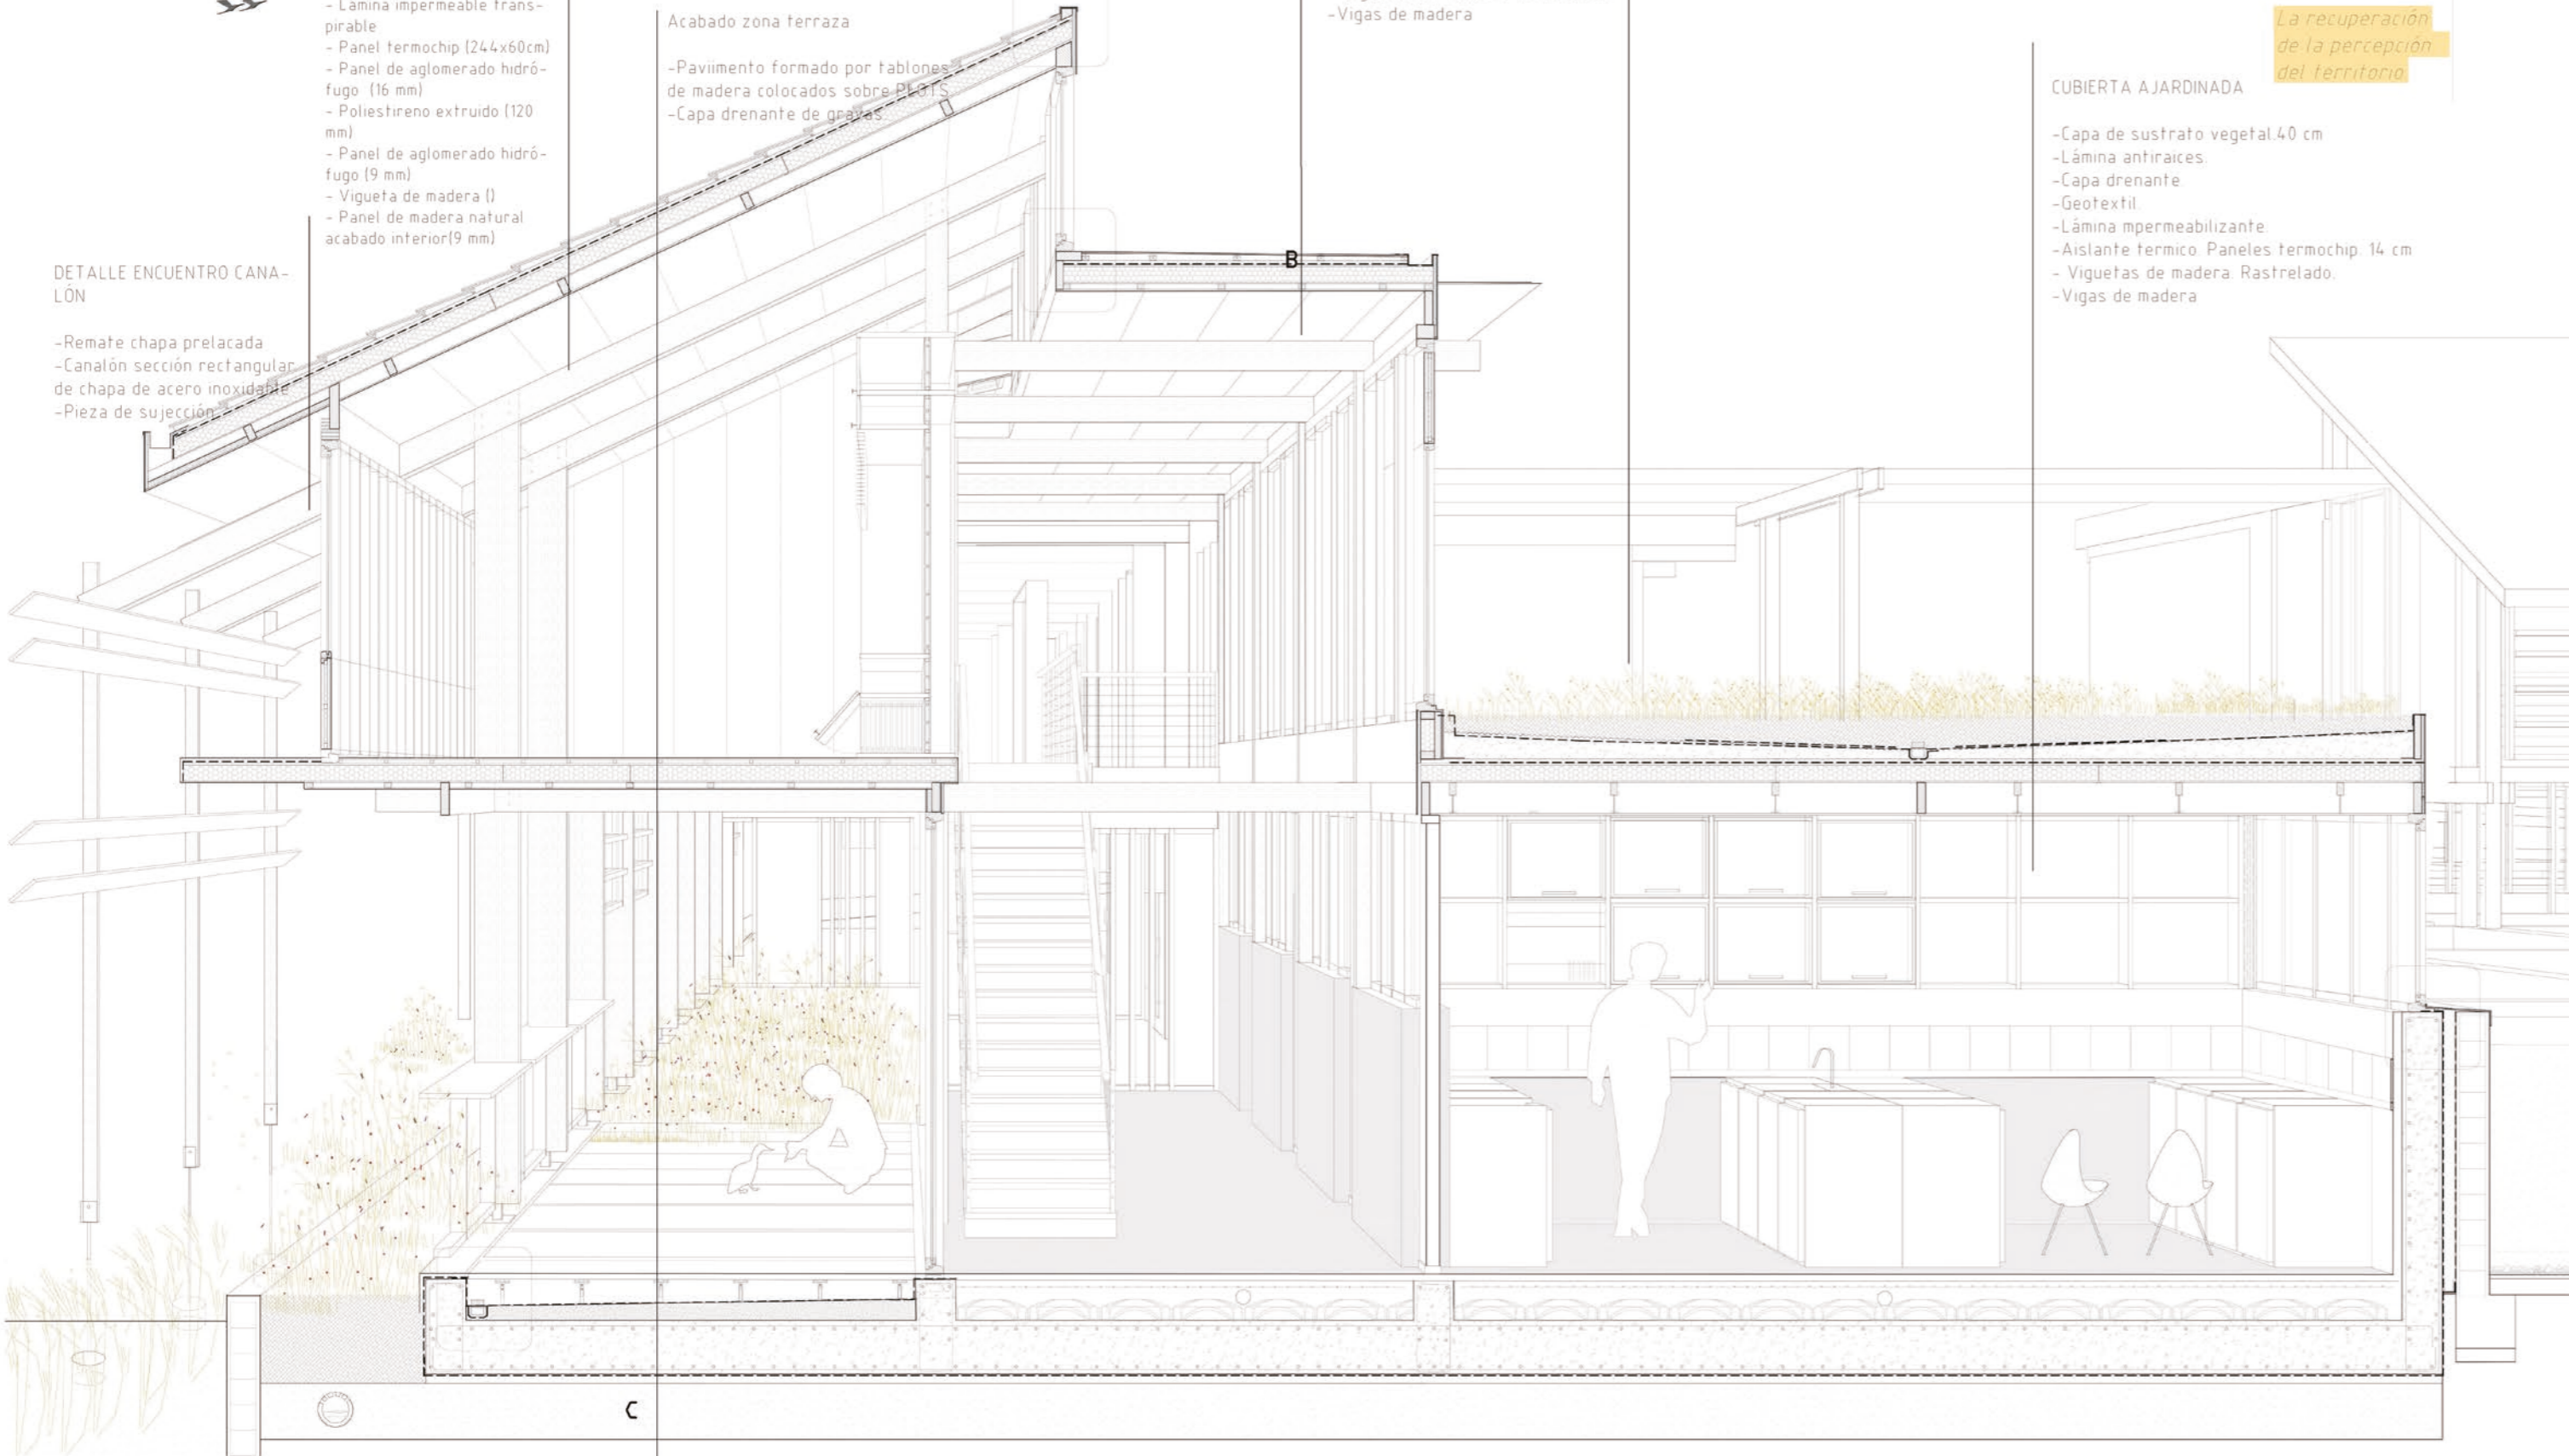 - Lámina impermeable trans-
pirable
- Panel termochip (244x60cm)
- Panel de aglomerado hidró-
fugo (16 mm)
- Poliestireno extruido (120
mm)
- Panel de aglomerado hidró-
fugo (9 mm)
- Vigueta de madera ()
- Panel de madera natural
acabado interior(9 mm)
DETALLE ENCUENTRO CANA-
LÓN
-Remate chapa prelacada
-Canalón sección rectangular
de chapa de acero inoxidable
-Pieza de sujección
Acabado zona terraza
-Paviimento formado por tablones
de madera colocados sobre PLOTS
-Capa drenante de gravas
-Vigas de madera
La recuperación
de la percepción
del territorio.
CUBIERTA AJARDINADA
-Capa de sustrato vegetal.40 cm
-Lámina antiraices.
-Capa drenante
-Geotextil.
-Lámina mpermeabilizante.
-Aislante termico. Paneles termochip. 14 cm
- Viguetas de madera. Rastrelado.
-Vigas de madera
B
C